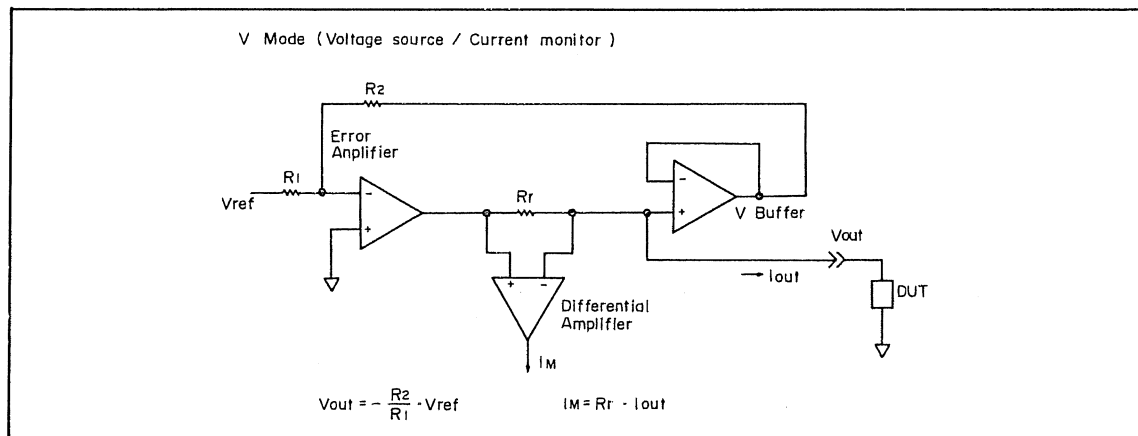 V Mode (Voltage source / Current monitor)
R2
Error
Anplifier
R1
Vref
-
+
Rr
-
+
V Buffer
Vout
Iout
DUT
+ -
Differential
Amplifier
IM
Vout = - R2/R1 · Vref
IM = Rr · Iout